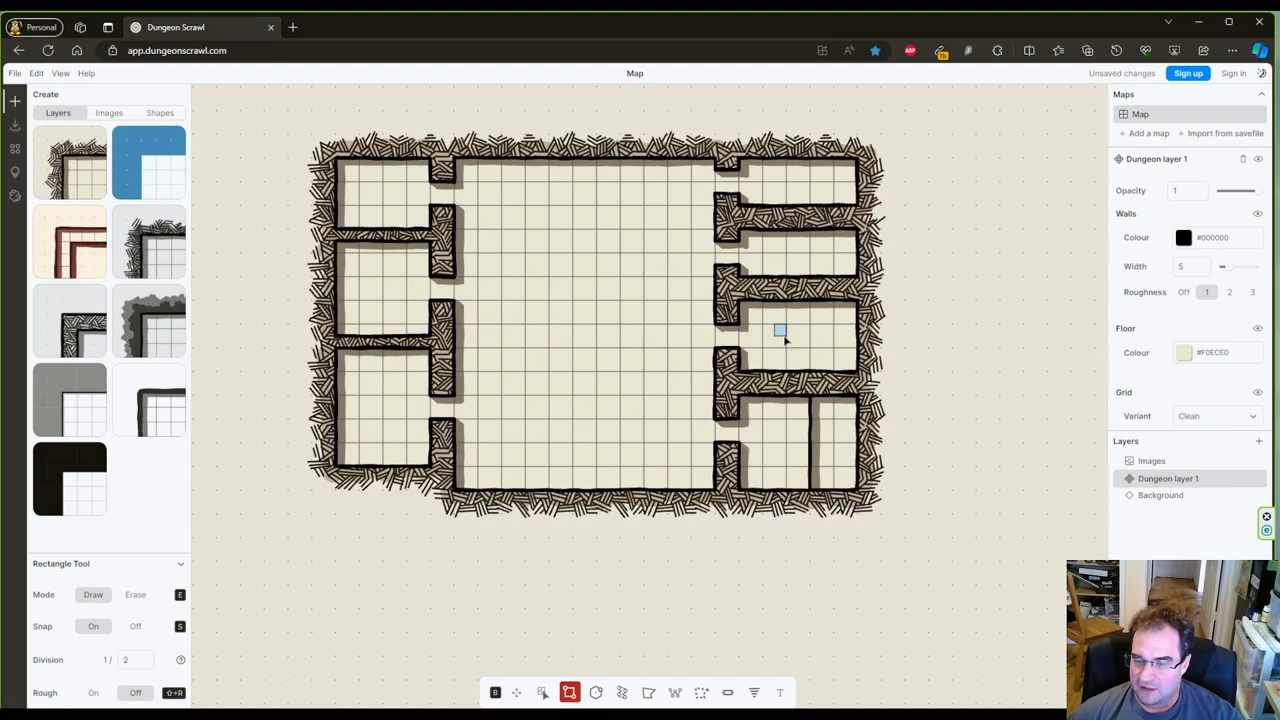 Personal
Dungeon Scrawl
app.dungeonscrawl.com
ABP
File Edit View Help
Map
Unsaved changes
Sign up
Sign in
Create
Layers Images Shapes
Maps
Map
+ Add a map + Import from savefile
Dungeon layer 1
Opacity 1
Walls
Colour #000000
Width 5
Roughness Off 1 2 3
Floor
Colour #F0ECE0
Grid
Variant Clean
Layers
Images
Dungeon layer 1
Background
Rectangle Tool
Mode Draw Erase E
Snap On Off S
Division 1 / 2
Rough On Off ⇧+R
B
T